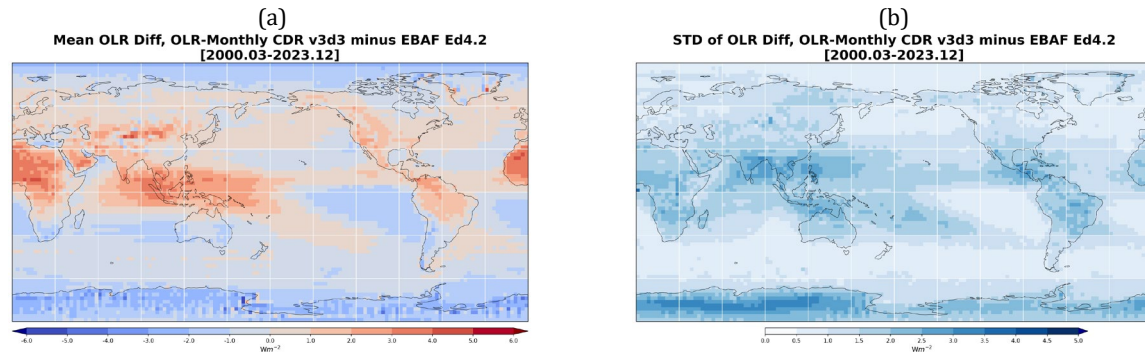 (a)
Mean OLR Diff, OLR-Monthly CDR v3d3 minus EBAF Ed4.2
[2000.03-2023.12]
-6.0 -5.0 -4.0 -3.0 -2.0 -1.0 0.0 1.0 2.0 3.0 4.0 5.0 6.0
Wm⁻²
(b)
STD of OLR Diff, OLR-Monthly CDR v3d3 minus EBAF Ed4.2
[2000.03-2023.12]
0.0 0.5 1.0 1.5 2.0 2.5 3.0 3.5 4.0 4.5 5.0
Wm⁻²